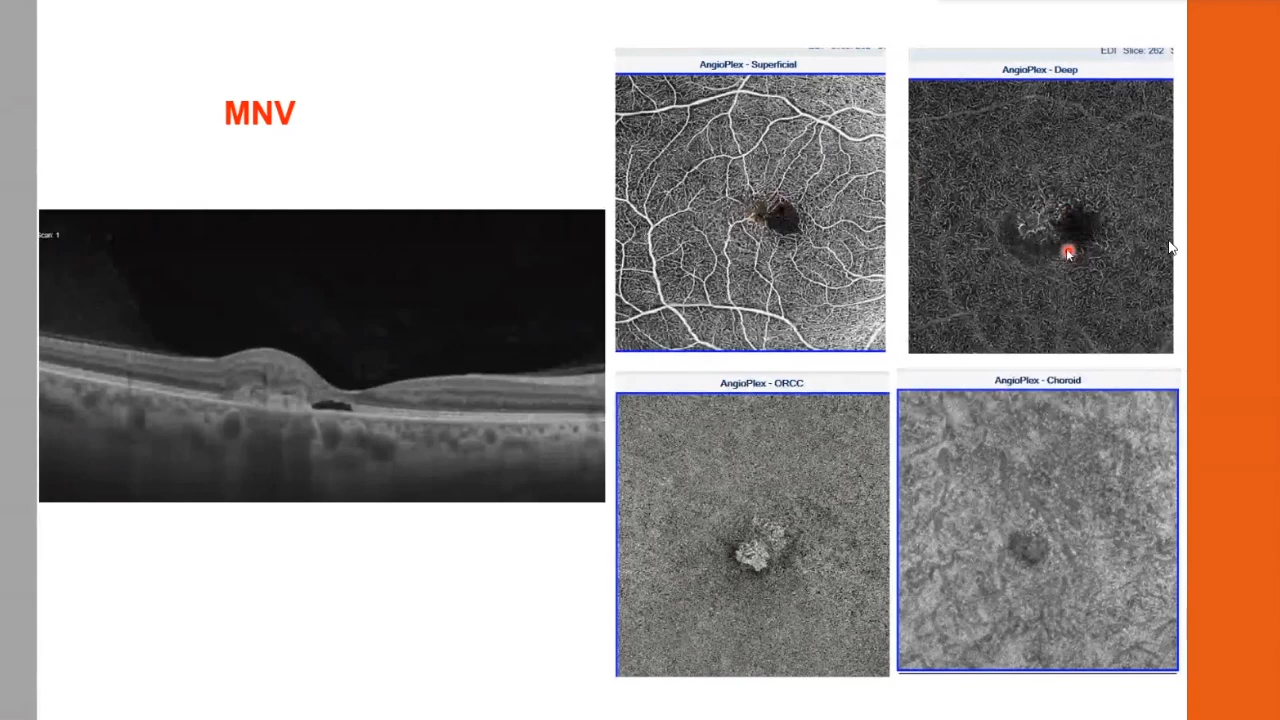 MNV
Scan: 1
AngioPlex - Superficial
EDI Slice: 262
AngioPlex - Deep
AngioPlex - ORCC
AngioPlex - Choroid